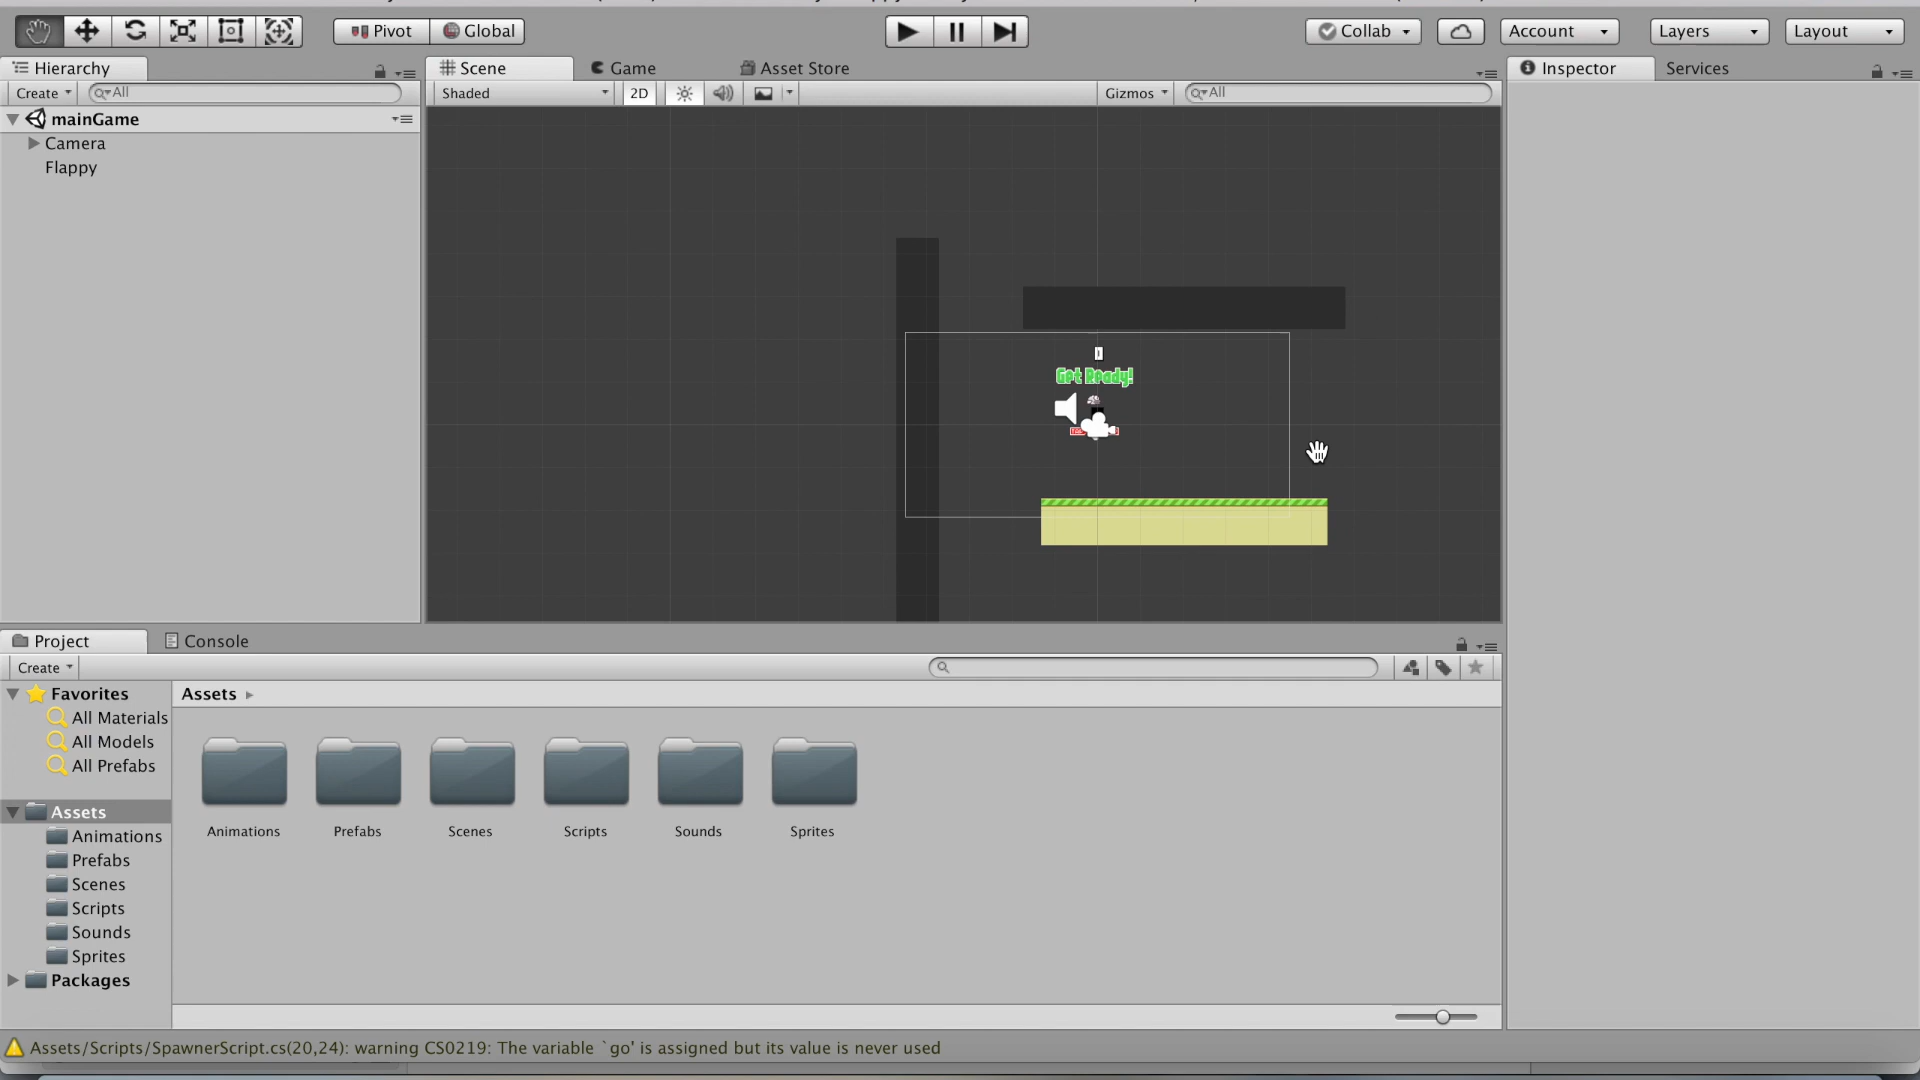 Pivot Global Collab Account Layers Layout
Hierarchy Scene Game Asset Store Inspector Services
Create All Shaded 2D Gizmos All
mainGame
Camera
Flappy
Get Ready!
Project Console
Create
Favorites Assets
All Materials
All Models
All Prefabs
Assets
Animations
Prefabs
Scenes
Scripts
Sounds
Sprites
Packages
Animations Prefabs Scenes Scripts Sounds Sprites
Assets/Scripts/SpawnerScript.cs(20,24): warning CS0219: The variable `go' is assigned but its value is never used